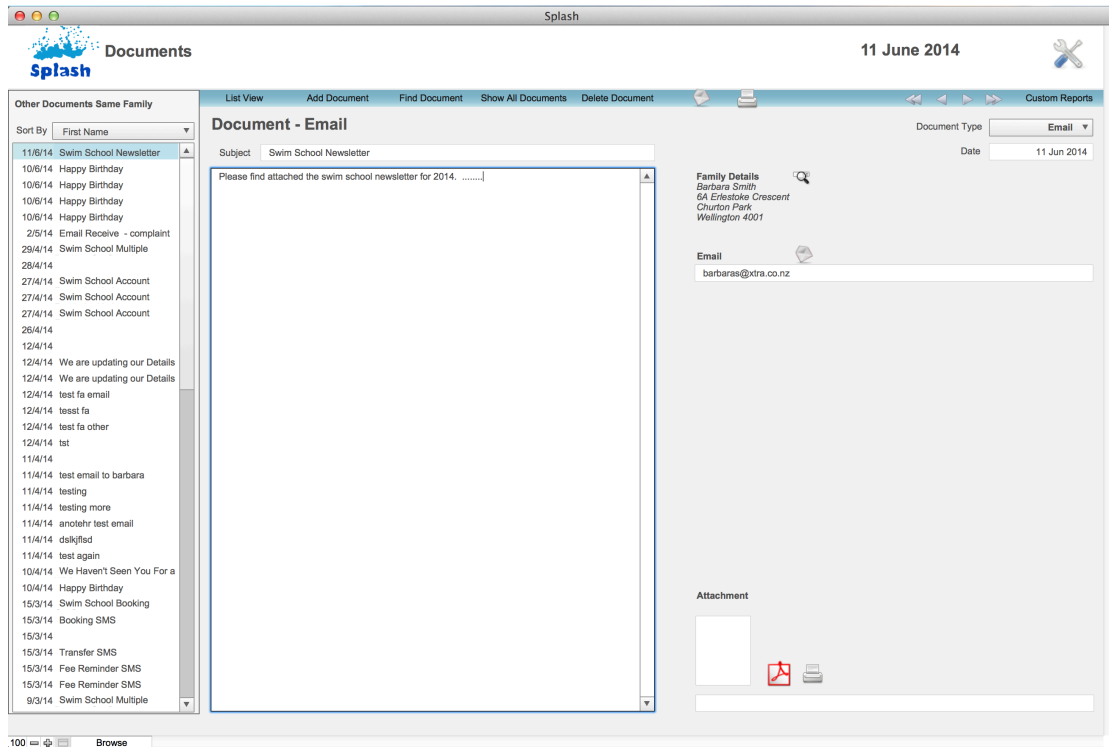 Splash
Splash
Documents
11 June 2014
Other Documents Same Family
Sort By First Name
11/6/14 Swim School Newsletter
10/6/14 Happy Birthday
10/6/14 Happy Birthday
10/6/14 Happy Birthday
10/6/14 Happy Birthday
2/5/14 Email Receive - complaint
29/4/14 Swim School Multiple
28/4/14
27/4/14 Swim School Account
27/4/14 Swim School Account
27/4/14 Swim School Account
26/4/14
12/4/14
12/4/14 We are updating our Details
12/4/14 We are updating our Details
12/4/14 test fa email
12/4/14 tesst fa
12/4/14 test fa other
12/4/14 tst
11/4/14
11/4/14 test email to barbara
11/4/14 testing
11/4/14 testing more
11/4/14 anotehr test email
11/4/14 dslkjflsd
11/4/14 test again
10/4/14 We Haven't Seen You For a
10/4/14 Happy Birthday
15/3/14 Swim School Booking
15/3/14 Booking SMS
15/3/14
15/3/14 Transfer SMS
15/3/14 Fee Reminder SMS
15/3/14 Fee Reminder SMS
9/3/14 Swim School Multiple
List View Add Document Find Document Show All Documents Delete Document Custom Reports
Document - Email
Document Type Email
Subject Swim School Newsletter
Date 11 Jun 2014
Please find attached the swim school newsletter for 2014. ........
Family Details
Barbara Smith
6A Erlestoke Crescent
Churton Park
Wellington 4001
Email
barbaras@xtra.co.nz
Attachment
100 Browse